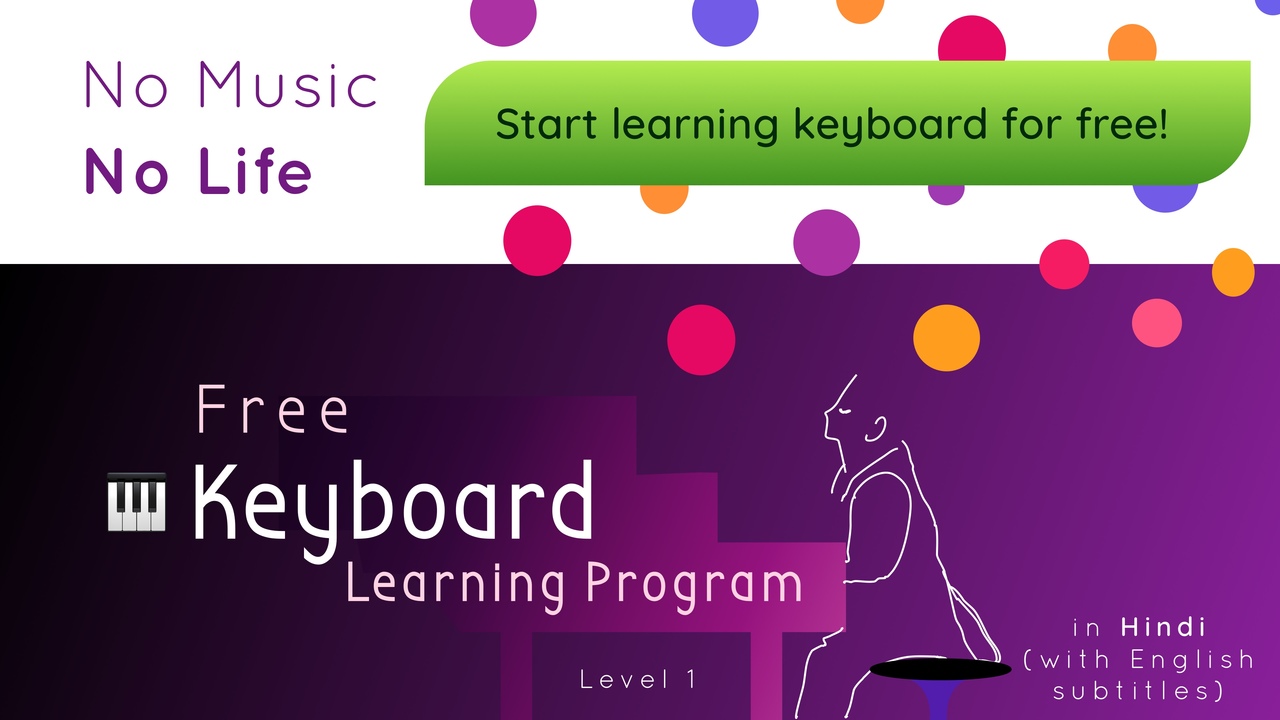 No Music
No Life
Start learning keyboard for free!
Free
Keyboard
Learning Program
Level 1
in Hindi
(with English
subtitles)